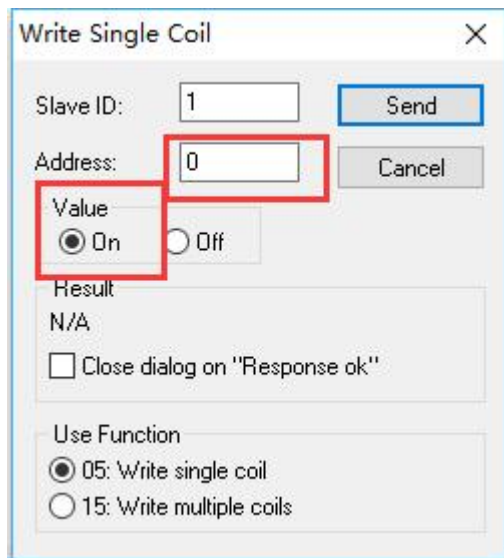 Write Single Coil
Slave ID: 1 Send
Address: 0 Cancel
Value
On Off
Result
N/A
Close dialog on "Response ok"
Use Function
05: Write single coil
15: Write multiple coils